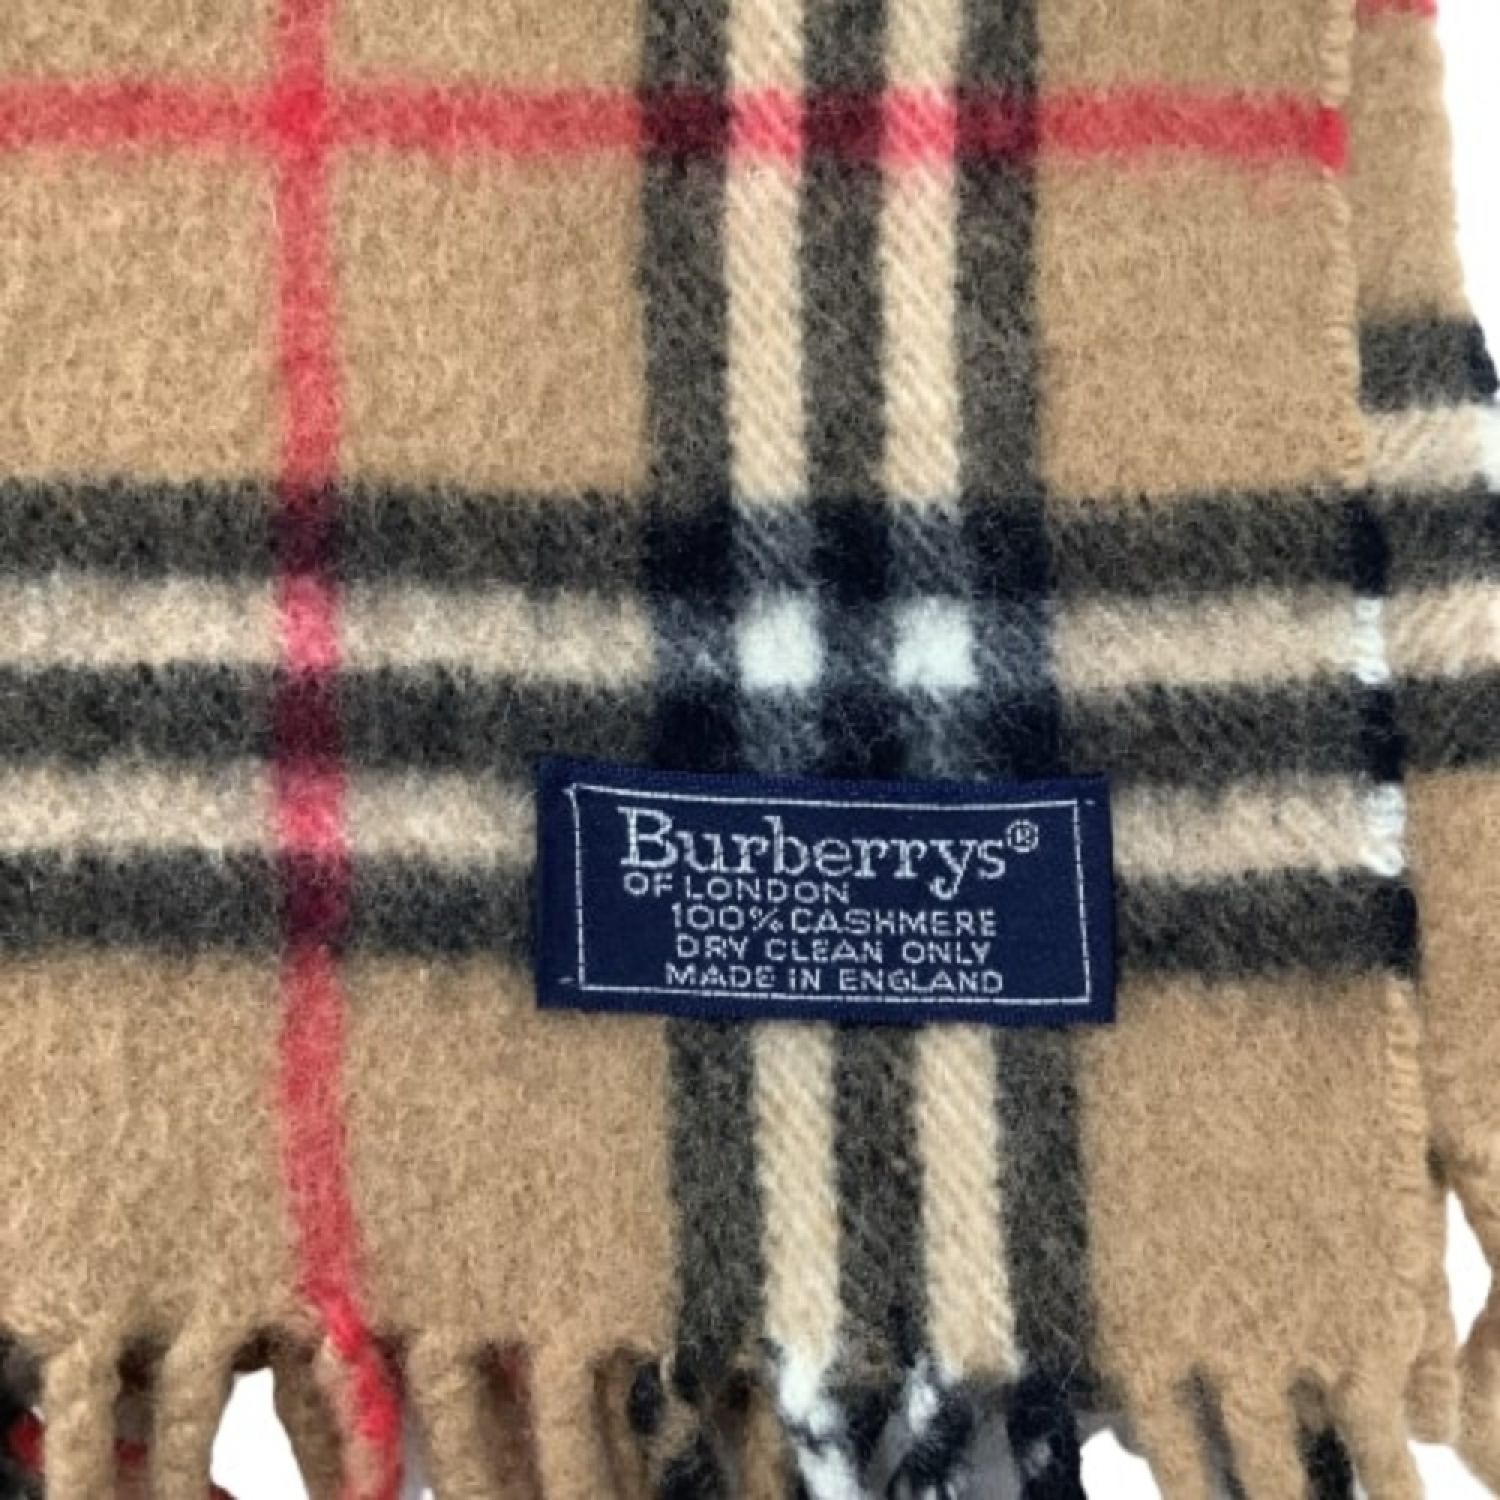 Burberrys®
OF LONDON
100% CASHMERE
DRY CLEAN ONLY
MADE IN ENGLAND